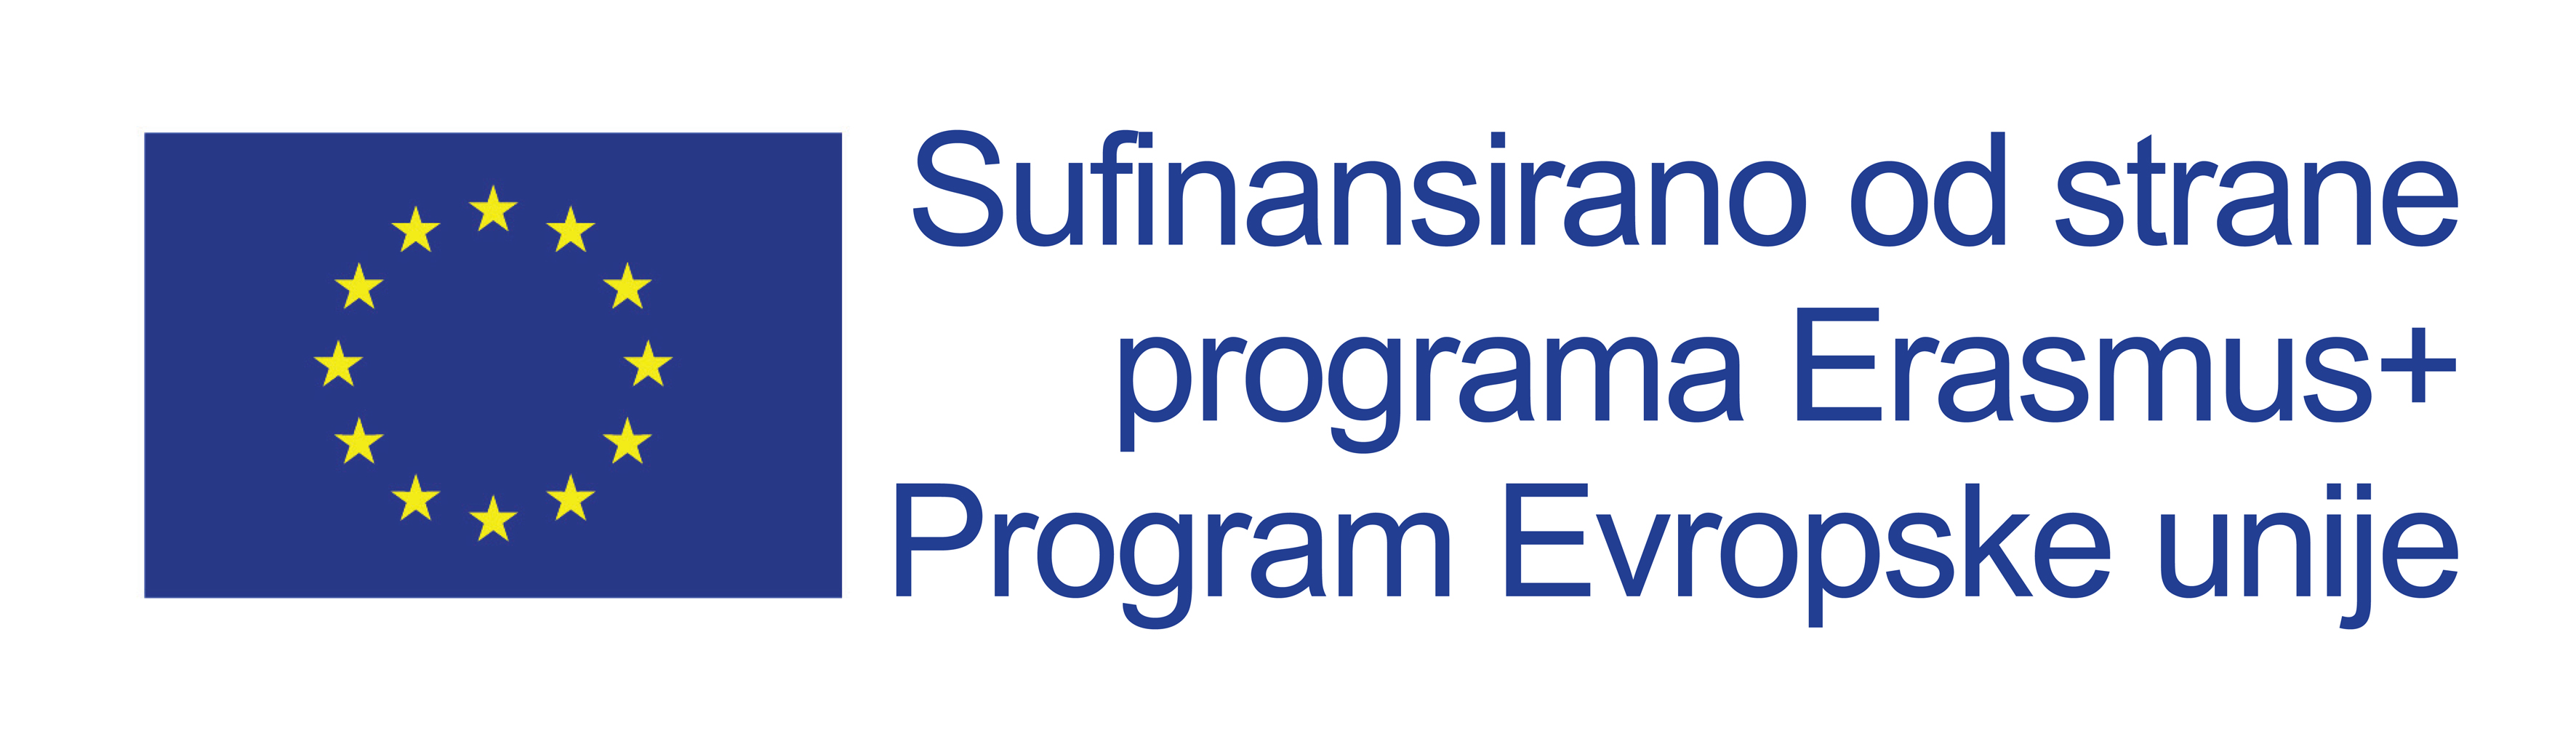 Sufinansirano od strane
programa Erasmus+
Program Evropske unije